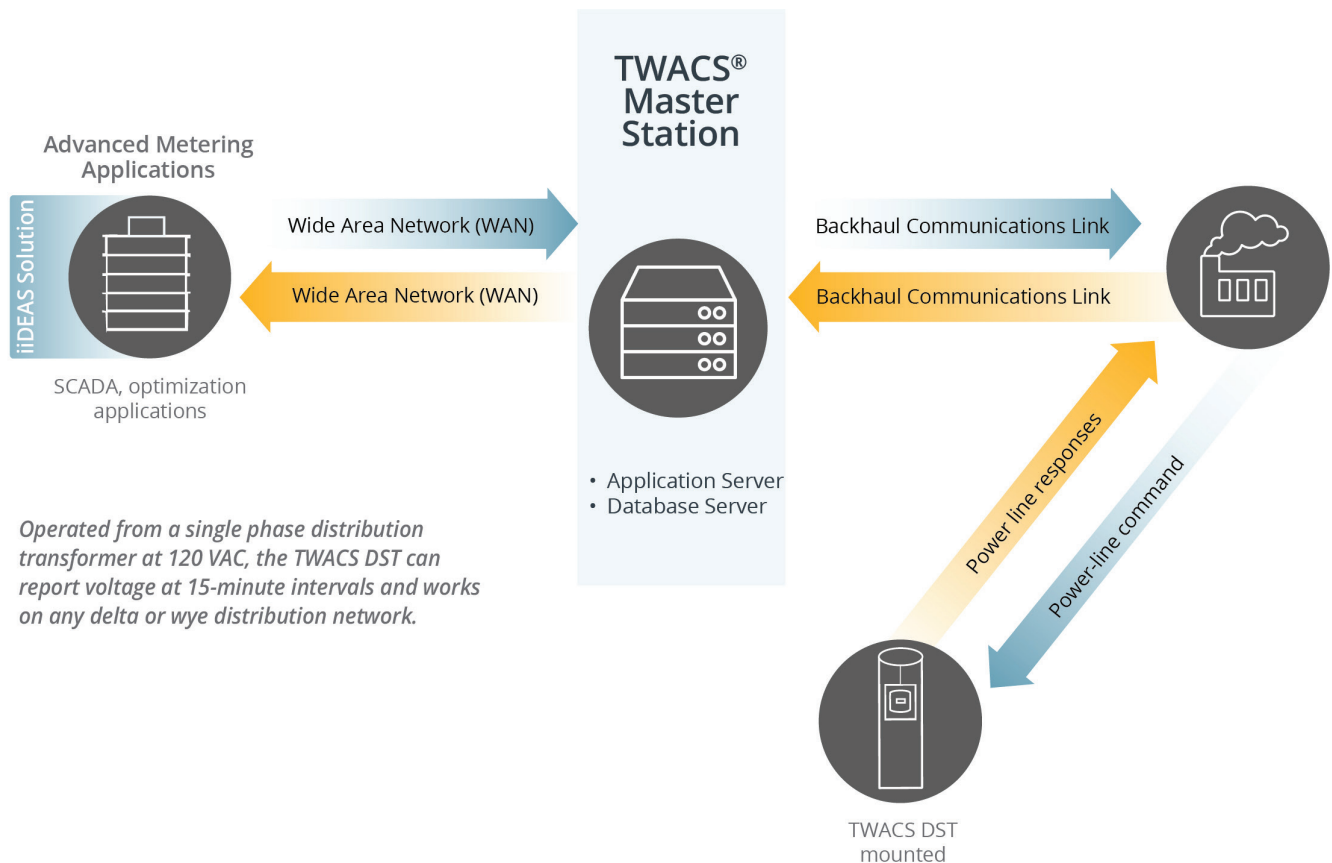 TWACS®
Master
Station
Advanced Metering
Applications
iiDEAS Solution
Wide Area Network (WAN)
Wide Area Network (WAN)
Backhaul Communications Link
Backhaul Communications Link
SCADA, optimization
applications
• Application Server
• Database Server
Power line responses
Power-line command
Operated from a single phase distribution
transformer at 120 VAC, the TWACS DST can
report voltage at 15-minute intervals and works
on any delta or wye distribution network.
TWACS DST
mounted